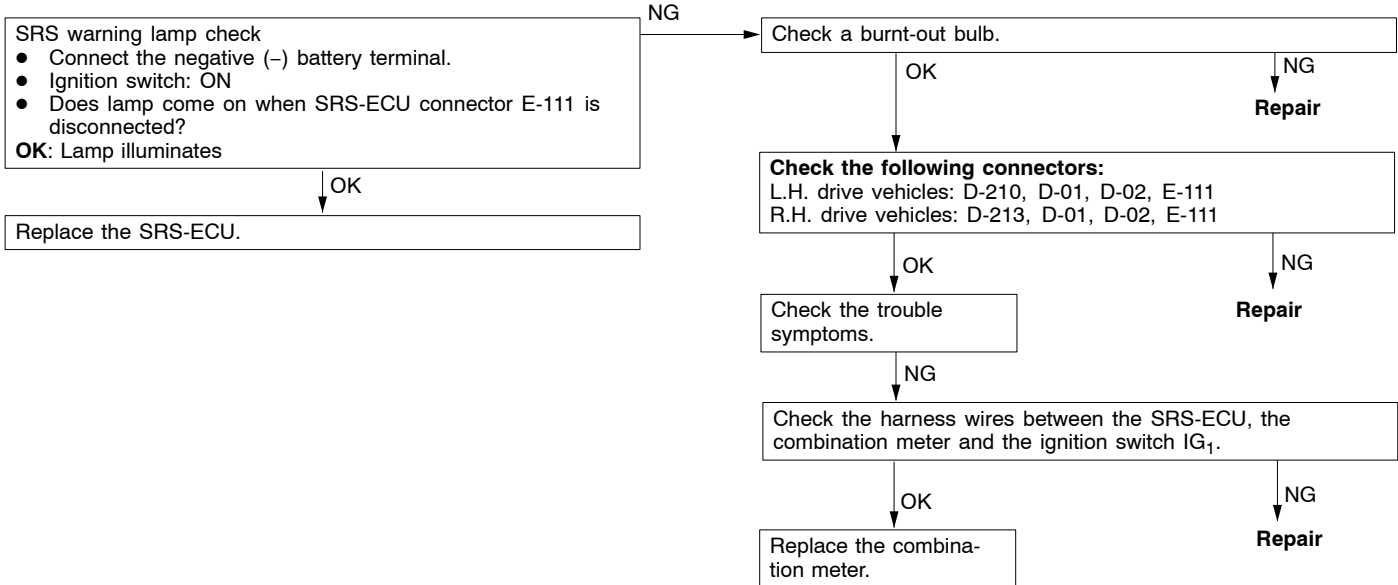 SRS warning lamp check
● Connect the negative (–) battery terminal.
● Ignition switch: ON
● Does lamp come on when SRS-ECU connector E-111 is
disconnected?
OK: Lamp illuminates
NG
OK
Replace the SRS-ECU.
Check a burnt-out bulb.
OK
NG
Repair
Check the following connectors:
L.H. drive vehicles: D-210, D-01, D-02, E-111
R.H. drive vehicles: D-213, D-01, D-02, E-111
OK
NG
Repair
Check the trouble
symptoms.
NG
Check the harness wires between the SRS-ECU, the
combination meter and the ignition switch IG₁.
OK
NG
Repair
Replace the combina-
tion meter.